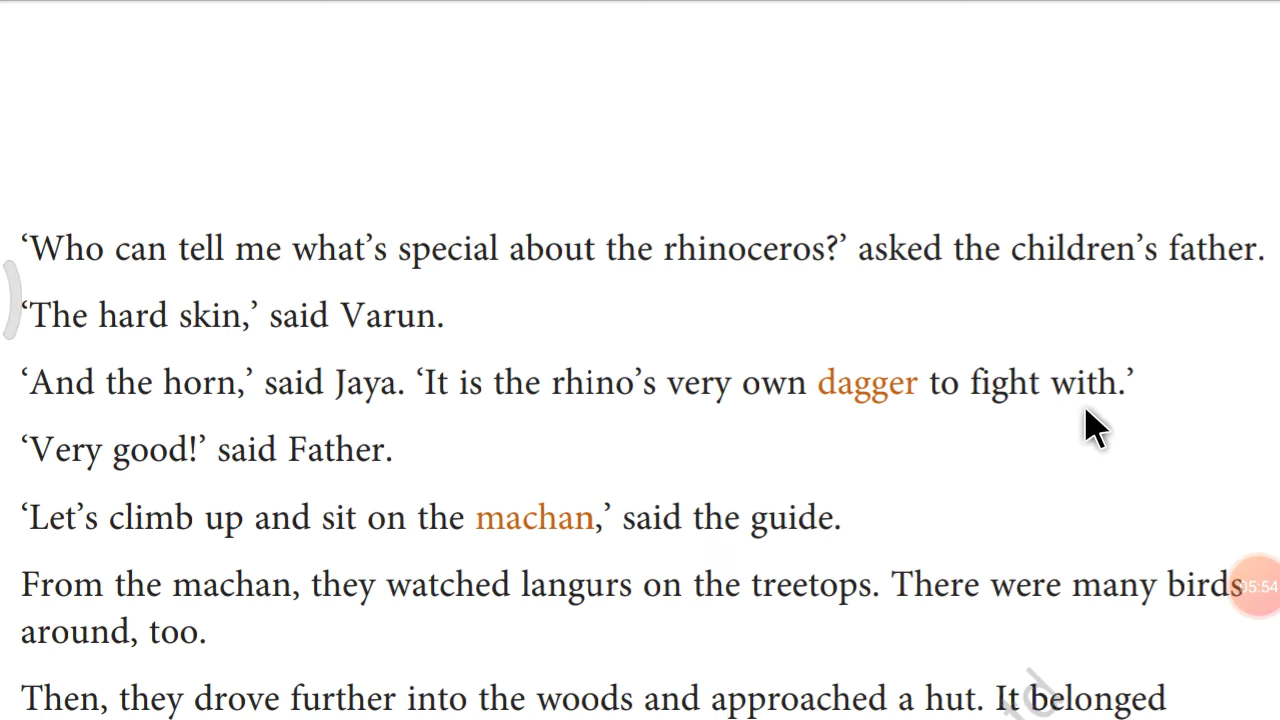 ‘Who can tell me what’s special about the rhinoceros?’ asked the children’s father.
‘The hard skin,’ said Varun.
‘And the horn,’ said Jaya. ‘It is the rhino’s very own dagger to fight with.’
‘Very good!’ said Father.
‘Let’s climb up and sit on the machan,’ said the guide.
From the machan, they watched langurs on the treetops. There were many birds
05:54
around, too.
Then, they drove further into the woods and approached a hut. It belonged
td